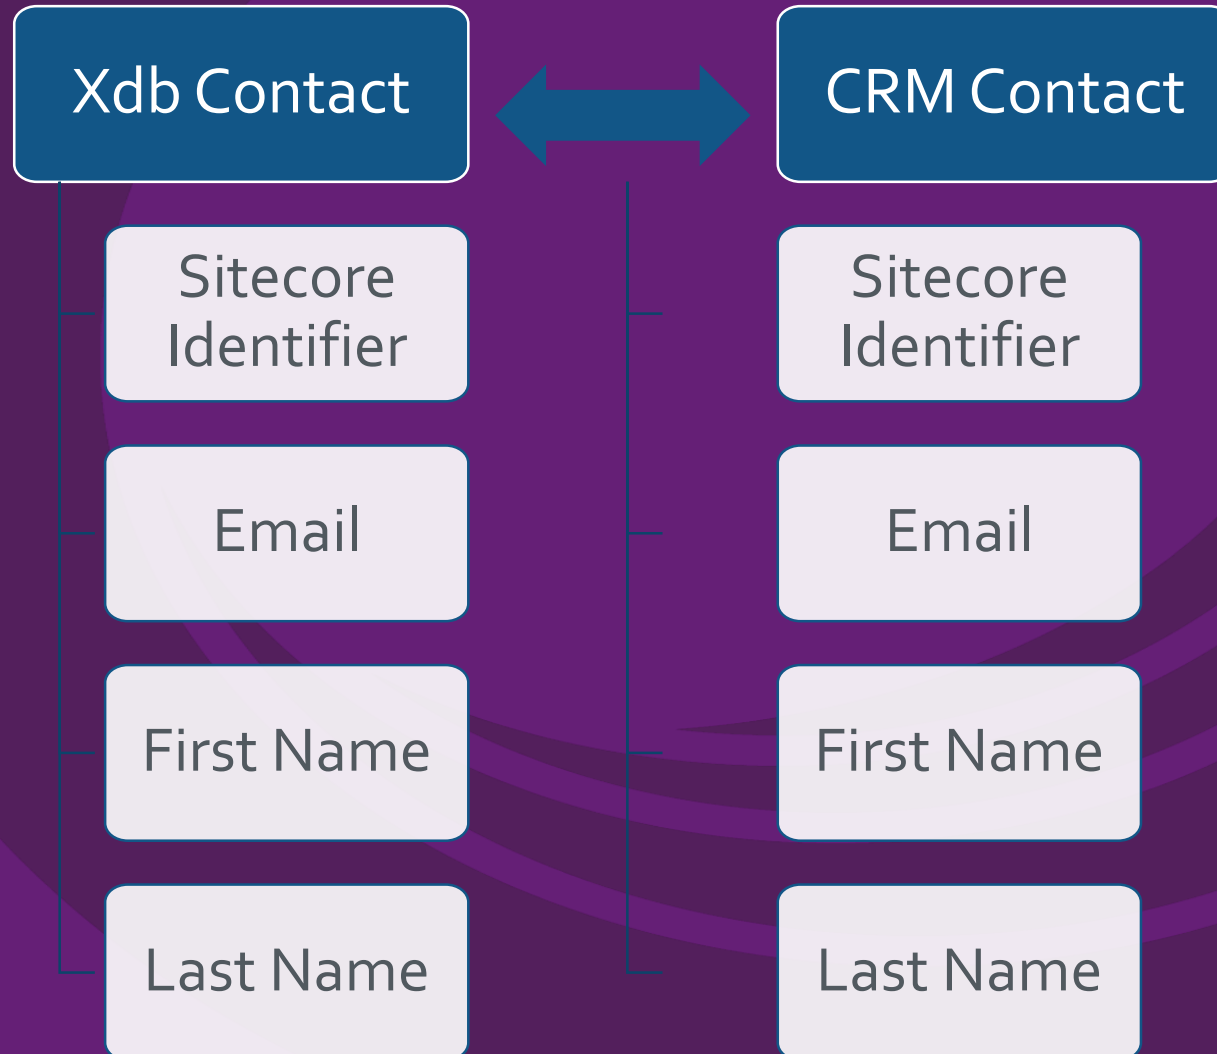 Xdb Contact
CRM Contact
Sitecore
Identifier
Sitecore
Identifier
Email
Email
First Name
First Name
Last Name
Last Name